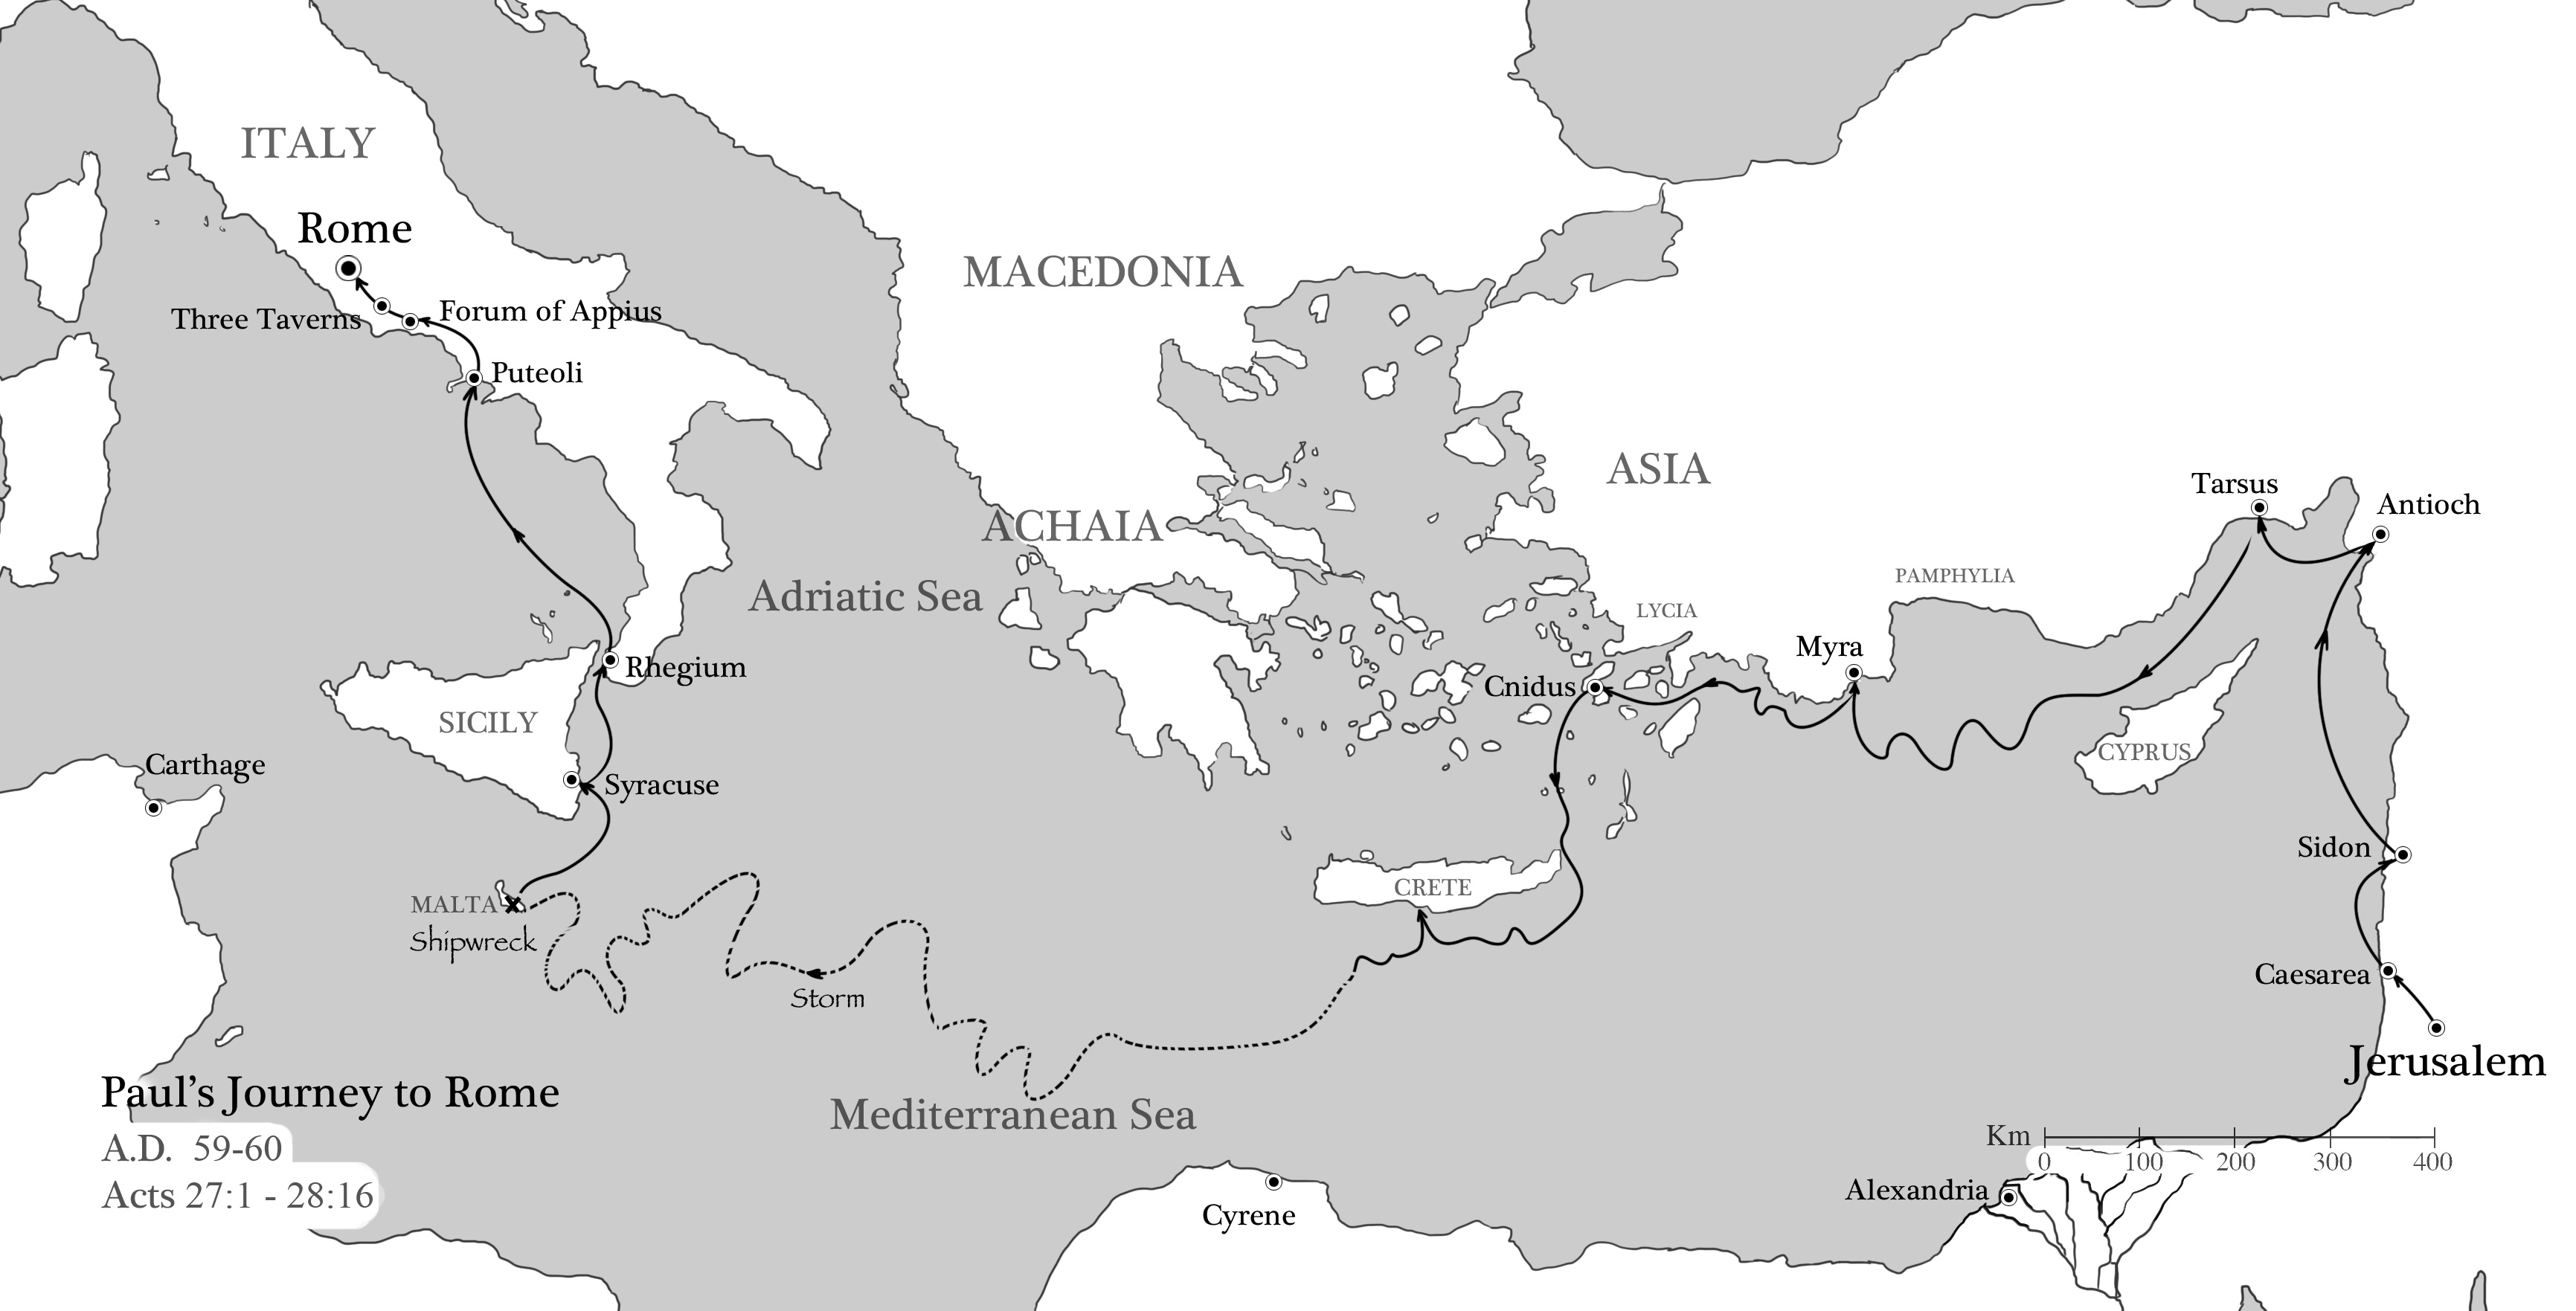 ITALY
Rome
Three Taverns
Forum of Appius
Puteoli
MACEDONIA
ASIA
ACHAIA
Adriatic Sea
Tarsus
Antioch
PAMPHYLIA
LYCIA
Myra
Cnidus
Rhegium
SICILY
CYPRUS
Carthage
Syracuse
Sidon
CRETE
MALTA
Shipwreck
Storm
Caesarea
Jerusalem
Paul's Journey to Rome
A.D. 59-60
Acts 27:1 - 28:16
Mediterranean Sea
Km
0 100 200 300 400
Alexandria
Cyrene